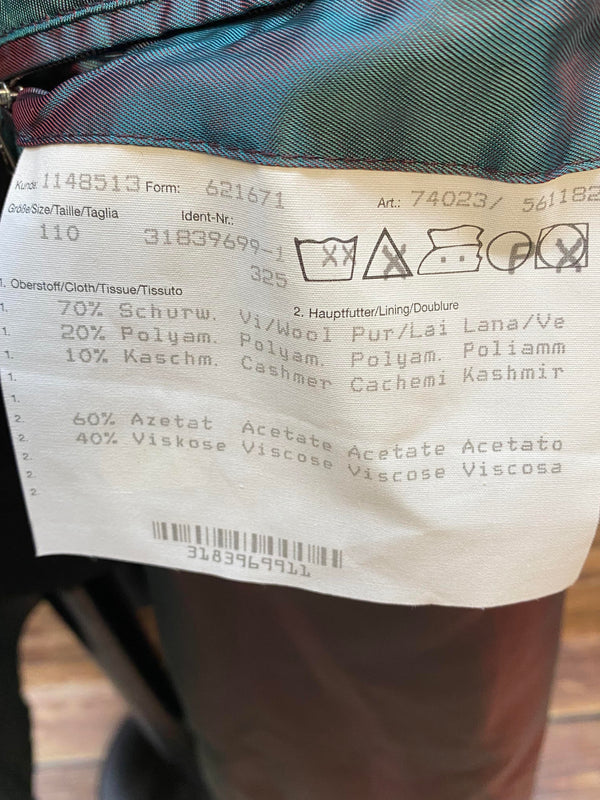 Kunde: 1148513 Form: 621671 Art.: 74023/ 561182
Größe/Size/Taille/Taglia Ident-Nr.:
110 31839699-1
325
XX X F X
1. Oberstoff/Cloth/Tissue/Tissuto 2. Hauptfutter/Lining/Doublure
1. 70% Schurw. Vi/Wool Pur/Lai Lana/Ve
1. 20% Polyam. Polyam. Polyam. Poliamm
1. 10% Kaschm. Cashmer Cachemi Kashmir
1.
1.
2. 60% Azetat Acetate Acetate Acetato
2. 40% Viskose Viscose Viscose Viscosa
2.
2.
2.
3183969911